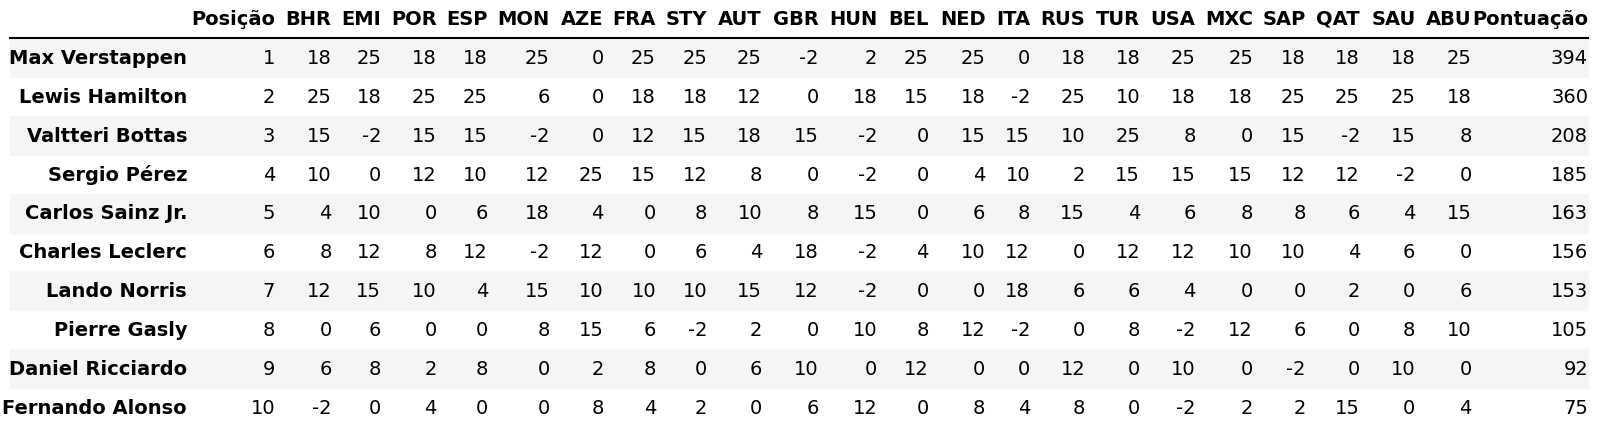 Posição BHR EMI POR ESP MON AZE FRA STY AUT GBR HUN BEL NED ITA RUS TUR USA MXC SAP QAT SAU ABU Pontuação
Max Verstappen 1 18 25 18 18 25 0 25 25 25 -2 2 25 25 0 18 18 25 25 18 18 18 25 394
Lewis Hamilton 2 25 18 25 25 6 0 18 18 12 0 18 15 18 -2 25 10 18 18 25 25 25 18 360
Valtteri Bottas 3 15 -2 15 15 -2 0 12 15 18 15 -2 0 15 15 10 25 8 0 15 -2 15 8 208
Sergio Pérez 4 10 0 12 10 12 25 15 12 8 0 -2 0 4 10 2 15 15 15 12 12 -2 0 185
Carlos Sainz Jr. 5 4 10 0 6 18 4 0 8 10 8 15 0 6 8 15 4 6 8 8 6 4 15 163
Charles Leclerc 6 8 12 8 12 -2 12 0 6 4 18 -2 4 10 12 0 12 12 10 10 4 6 0 156
Lando Norris 7 12 15 10 4 15 10 10 10 15 12 -2 0 0 18 6 6 4 0 0 2 0 6 153
Pierre Gasly 8 0 6 0 0 8 15 6 -2 2 0 10 8 12 -2 0 8 -2 12 6 0 8 10 105
Daniel Ricciardo 9 6 8 2 8 0 2 8 0 6 10 0 12 0 0 12 0 10 0 -2 0 10 0 92
Fernando Alonso 10 -2 0 4 0 0 8 4 2 0 6 12 0 8 4 8 0 -2 2 2 15 0 4 75